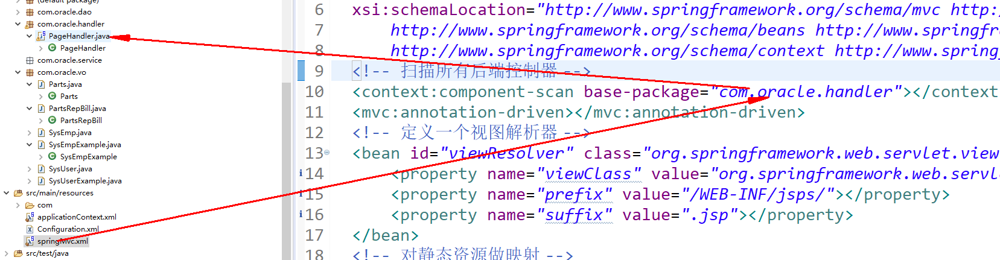 (default package)
com.oracle.dao
com.oracle.handler
PageHandler.java
PageHandler
com.oracle.service
com.oracle.vo
Parts.java
Parts
PartsRepBill.java
PartsRepBill
SysEmp.java
SysEmpExample.java
SysEmpExample
SysUser.java
SysUserExample.java
src/main/resources
com
applicationContext.xml
Configuration.xml
springMvc.xml
src/test/java
6 xsi:schemaLocation="http://www.springframework.org/schema/mvc http:/
7 http://www.springframework.org/schema/beans http://www.springfra
8 http://www.springframework.org/schema/context http://www.spring
9 <!-- 扫描所有后端控制器 -->
10 <context:component-scan base-package="com.oracle.handler"></context
11 <mvc:annotation-driven></mvc:annotation-driven>
12 <!-- 定义一个视图解析器 -->
13 <bean id="viewResolver" class="org.springframework.web.servlet.view
14 <property name="viewClass" value="org.springframework.web.servle
15 <property name="prefix" value="/WEB-INF/jsps/"></property>
16 <property name="suffix" value=".jsp"></property>
17 </bean>
18 <!-- 对静态资源做映射 -->